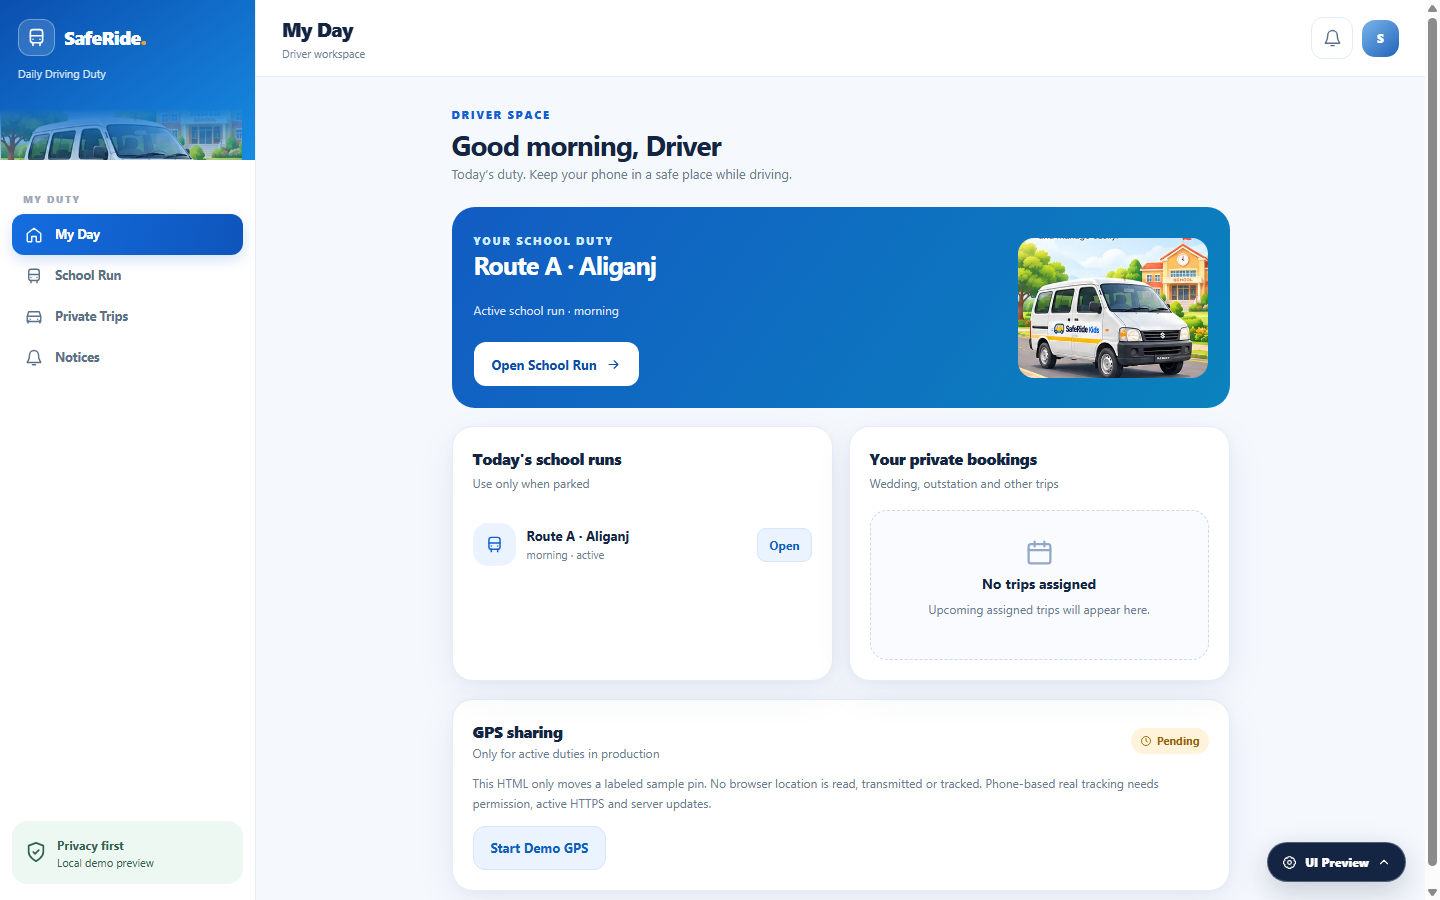 SafeRide.
Daily Driving Duty
MY DUTY
My Day
School Run
Private Trips
Notices
Privacy first
Local demo preview
My Day
Driver workspace
S
DRIVER SPACE
Good morning, Driver
Today's duty. Keep your phone in a safe place while driving.
YOUR SCHOOL DUTY
Route A · Aliganj
Active school run · morning
Open School Run
SCHOOL
SafeRide Kids
Today's school runs
Use only when parked
Route A · Aliganj
morning · active
Open
Your private bookings
Wedding, outstation and other trips
No trips assigned
Upcoming assigned trips will appear here.
GPS sharing
Only for active duties in production
Pending
This HTML only moves a labeled sample pin. No browser location is read, transmitted or tracked. Phone-based real tracking needs
permission, active HTTPS and server updates.
Start Demo GPS
UI Preview